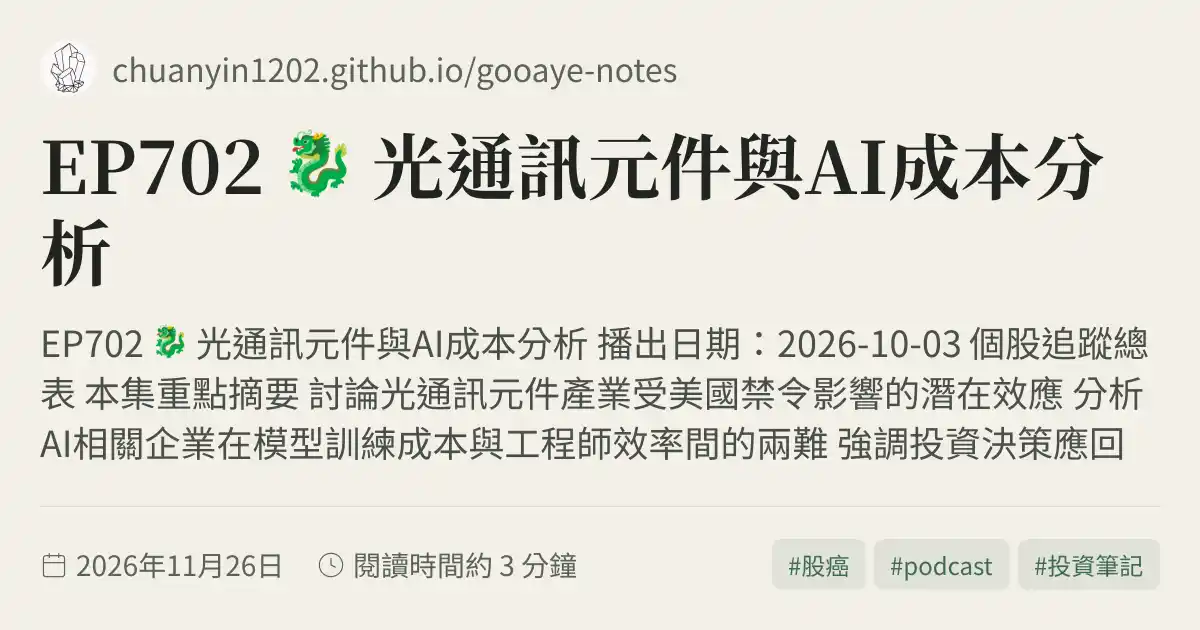 chuanyin1202.github.io/gooaye-notes
EP702 🐉 光通訊元件與AI成本分
析
EP702 🐉 光通訊元件與AI成本分析 播出日期：2026-10-03 個股追蹤總
表 本集重點摘要 討論光通訊元件產業受美國禁令影響的潛在效應 分析
AI相關企業在模型訓練成本與工程師效率間的兩難 強調投資決策應回
2026年11月26日 閱讀時間約 3 分鐘 #股癌 #podcast #投資筆記